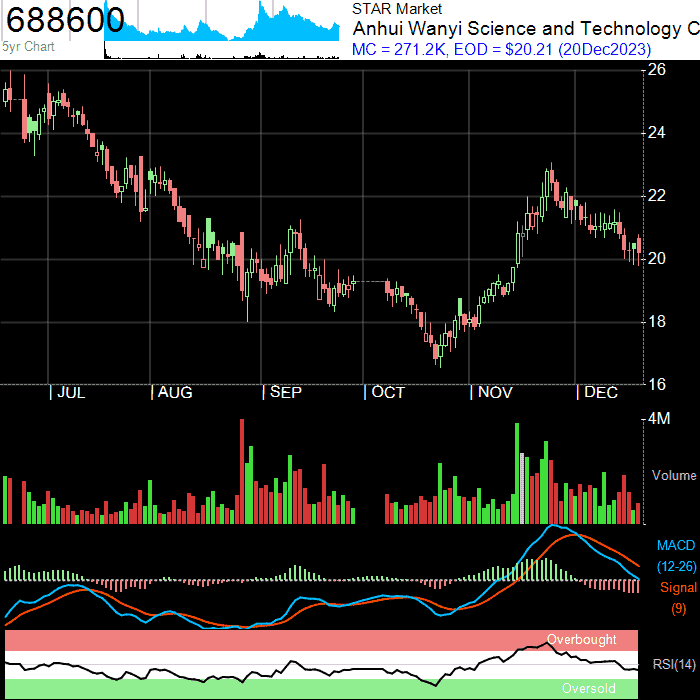 688600
5yr Chart
STAR Market
Anhui Wanyi Science and Technology C
MC = 271.2K, EOD = $20.21 (20Dec2023)
26
24
22
20
18
16
JUL
AUG
SEP
OCT
NOV
DEC
4M
Volume
MACD
(12-26)
Signal
(9)
Overbought
RSI(14)
Oversold